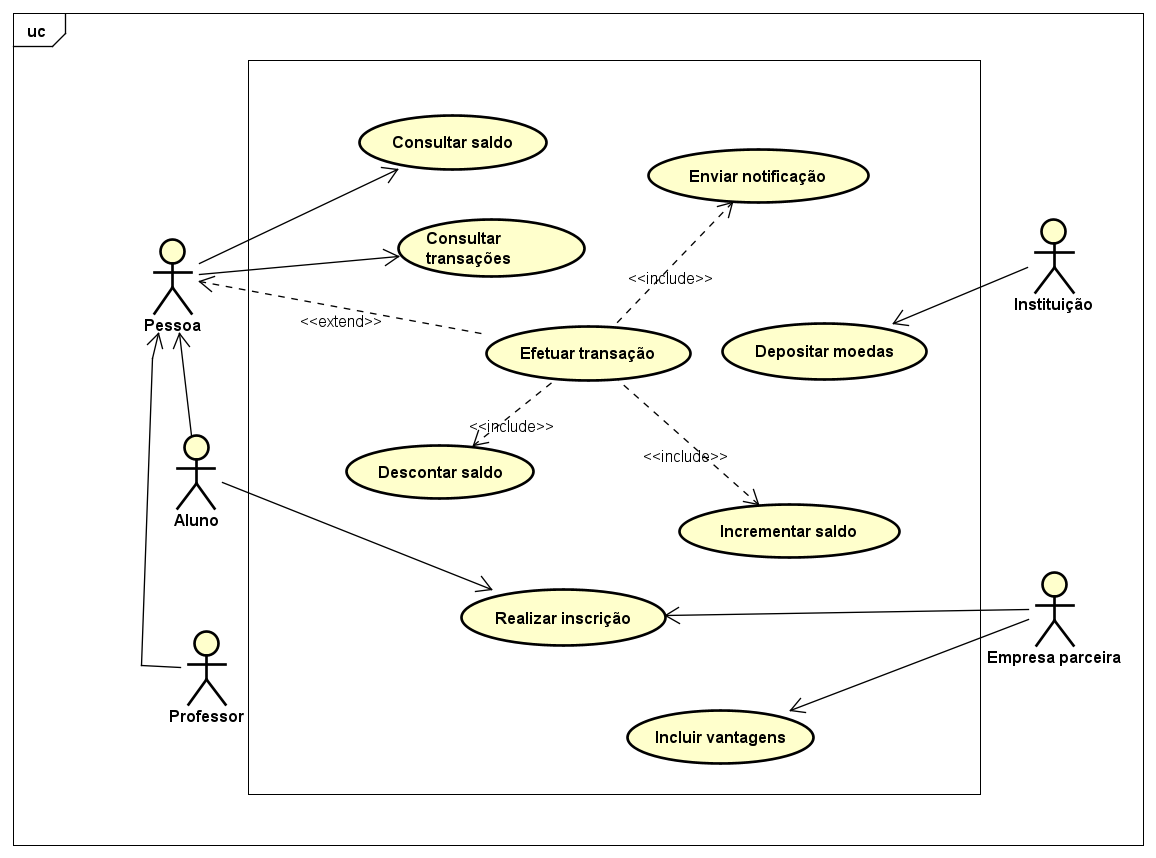 uc
Consultar saldo
Enviar notificação
Consultar
transações
<<include>>
Instituição
Pessoa
<<extend>>
Efetuar transação
Depositar moedas
<<include>>
<<include>>
Descontar saldo
Aluno
Incrementar saldo
Realizar inscrição
Empresa parceira
Professor
Incluir vantagens